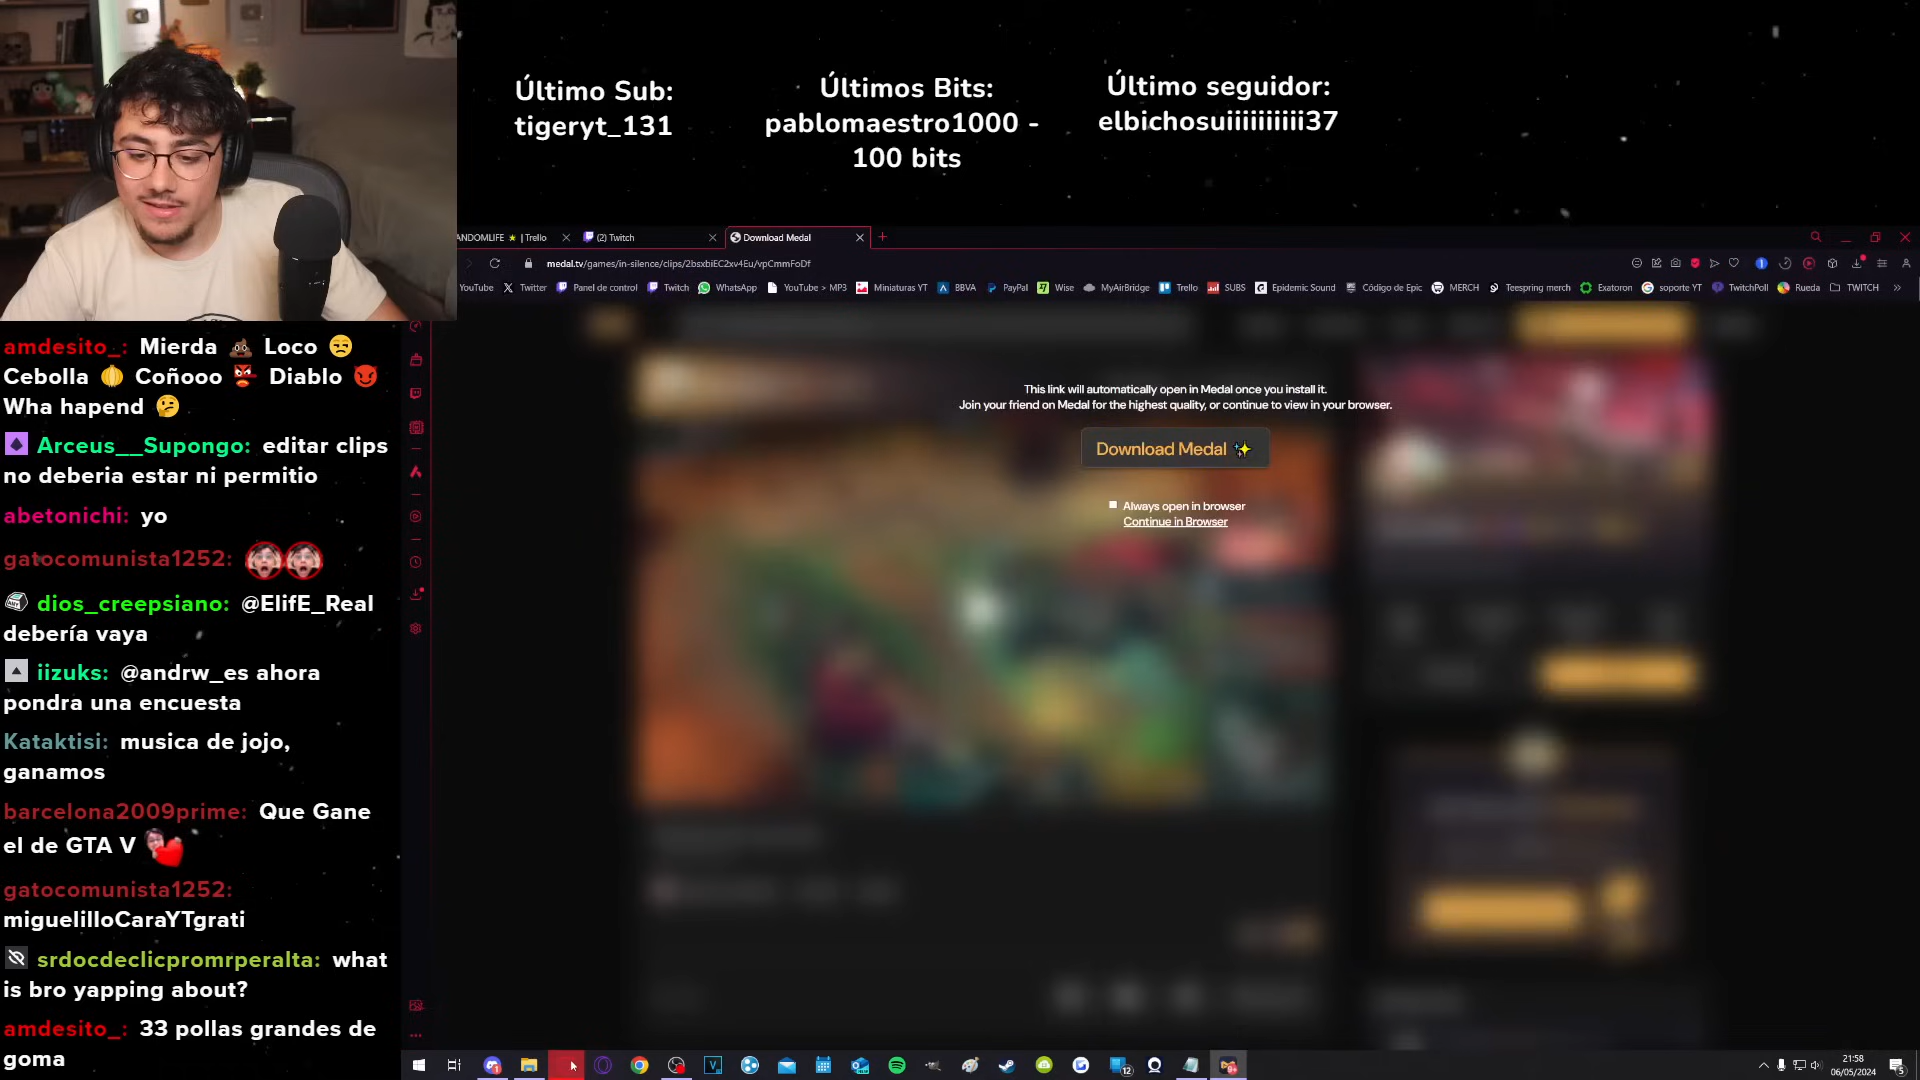 Último Sub:
tigeryt_131
Últimos Bits:
pablomaestro1000 -
100 bits
Último seguidor:
elbichosuiiiiiiiiii37
ANDOMLIFE ★ | Trello
(2) Twitch
Download Medal
medal.tv/games/in-silence/clips/2bsxbiEC2xv4Eu/vpCmmFoDf
YouTube
Twitter
Panel de control
Twitch
WhatsApp
YouTube > MP3
Miniaturas YT
BBVA
PayPal
Wise
MyAirBridge
Trello
SUBS
Epidemic Sound
Código de Epic
MERCH
Teespring merch
Exatoron
soporte YT
TwitchPoll
Rueda
TWITCH
This link will automatically open in Medal once you install it.
Join your friend on Medal for the highest quality, or continue to view in your browser.
Download Medal ✨
Always open in browser
Continue in Browser
amdesito_: Mierda 💩 Loco 😒
Cebolla 🧅 Coñooo 👺 Diablo 😈
Wha hapend 🤔
Arceus__Supongo: editar clips
no deberia estar ni permitio
abetonichi: yo
gatocomunista1252:
dios_creepsiano: @ElifE_Real
debería vaya
iizuks: @andrw_es ahora
pondra una encuesta
Kataktisi: musica de jojo,
ganamos
barcelona2009prime: Que Gane
el de GTA V
gatocomunista1252:
miguelilloCaraYTgrati
srdocdeclicpromrperalta: what
is bro yapping about?
amdesito_: 33 pollas grandes de
goma
12
21:58
06/05/2024